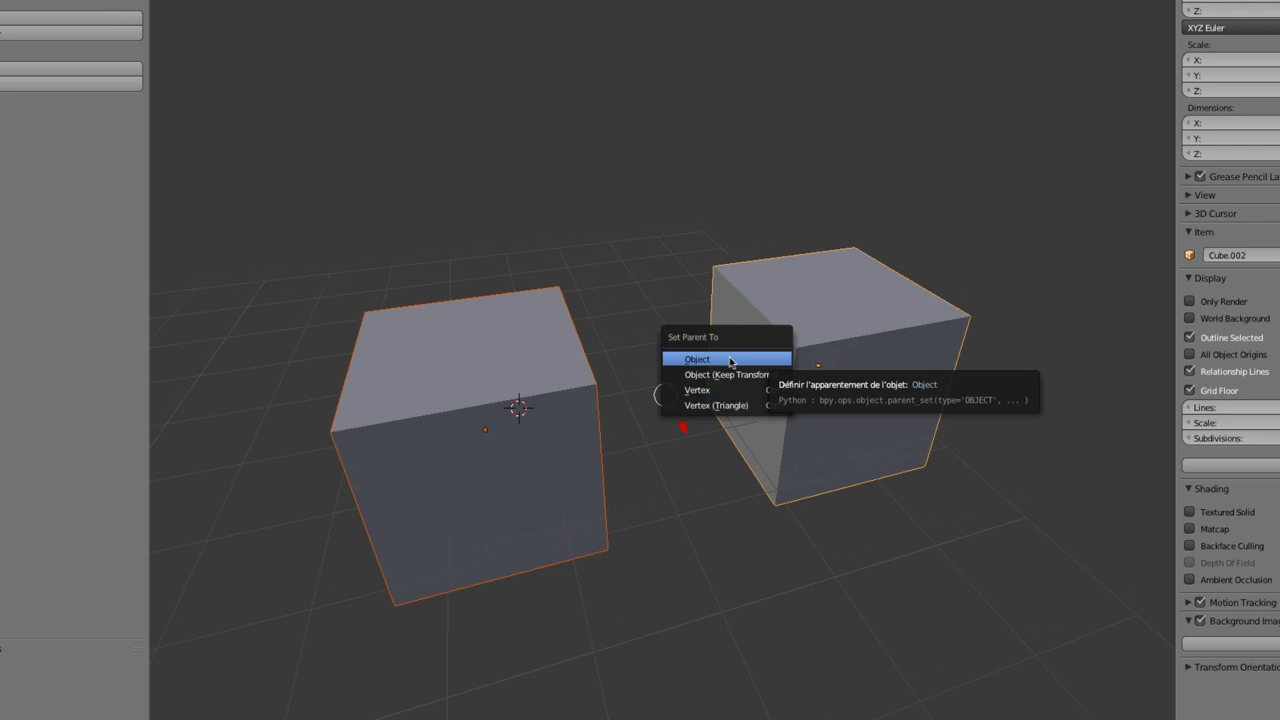 Z:
XYZ Euler
Scale:
X:
Y:
Z:
Dimensions:
X:
Y:
Z:
Grease Pencil La
View
3D Cursor
Item
Cube.002
Display
Only Render
World Background
Outline Selected
All Object Origins
Relationship Lines
Grid Floor
Lines:
Scale:
Subdivisions:
Shading
Textured Solid
Matcap
Backface Culling
Depth Of Field
Ambient Occlusion
Motion Tracking
Background Imag
Transform Orientatio
Set Parent To
Object
Object (Keep Transform
Vertex
Vertex (Triangle)
Définir l'apparentement de l'objet: Object
Python : bpy.ops.object.parent_set(type='OBJECT', ... )